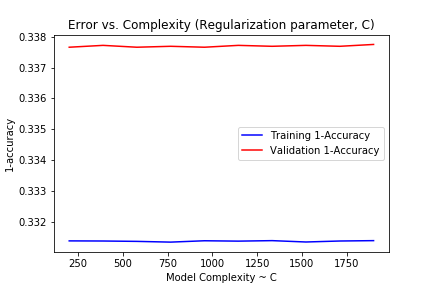 Error vs. Complexity (Regularization parameter, C)
0.338
0.337
0.336
0.335
0.334
0.333
0.332
1-accuracy
Training 1-Accuracy
Validation 1-Accuracy
250 500 750 1000 1250 1500 1750
Model Complexity ~ C